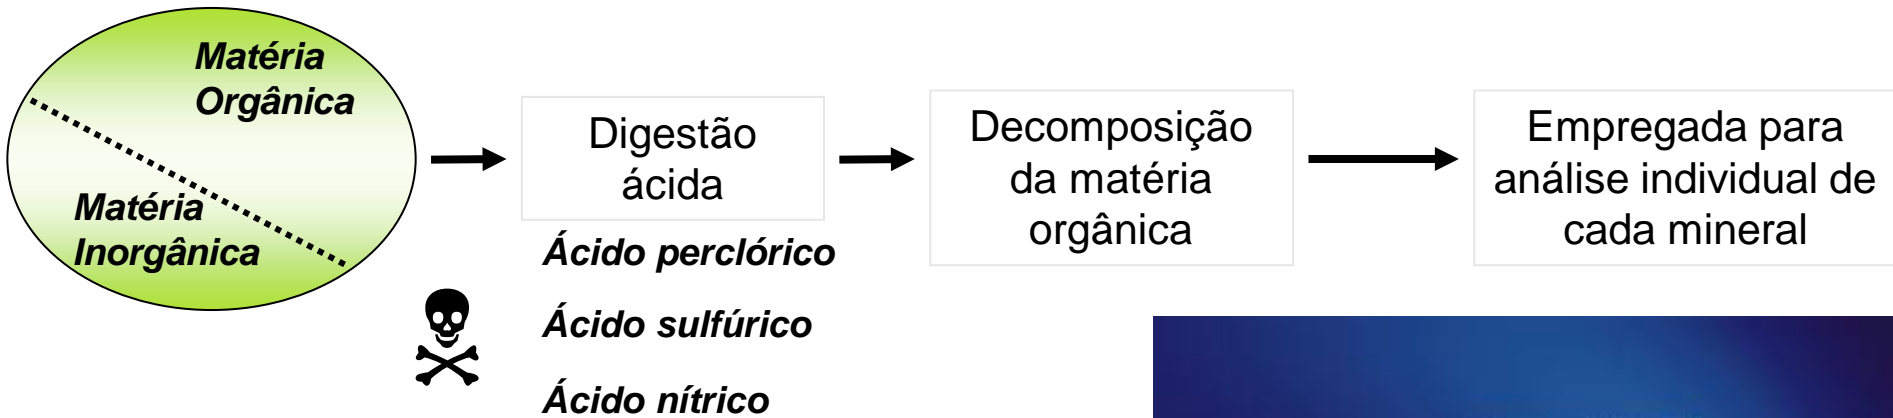 Matéria
Orgânica
Matéria
Inorgânica
Digestão
ácida
Ácido perclórico
Ácido sulfúrico
Ácido nítrico
Decomposição
da matéria
orgânica
Empregada para
análise individual de
cada mineral